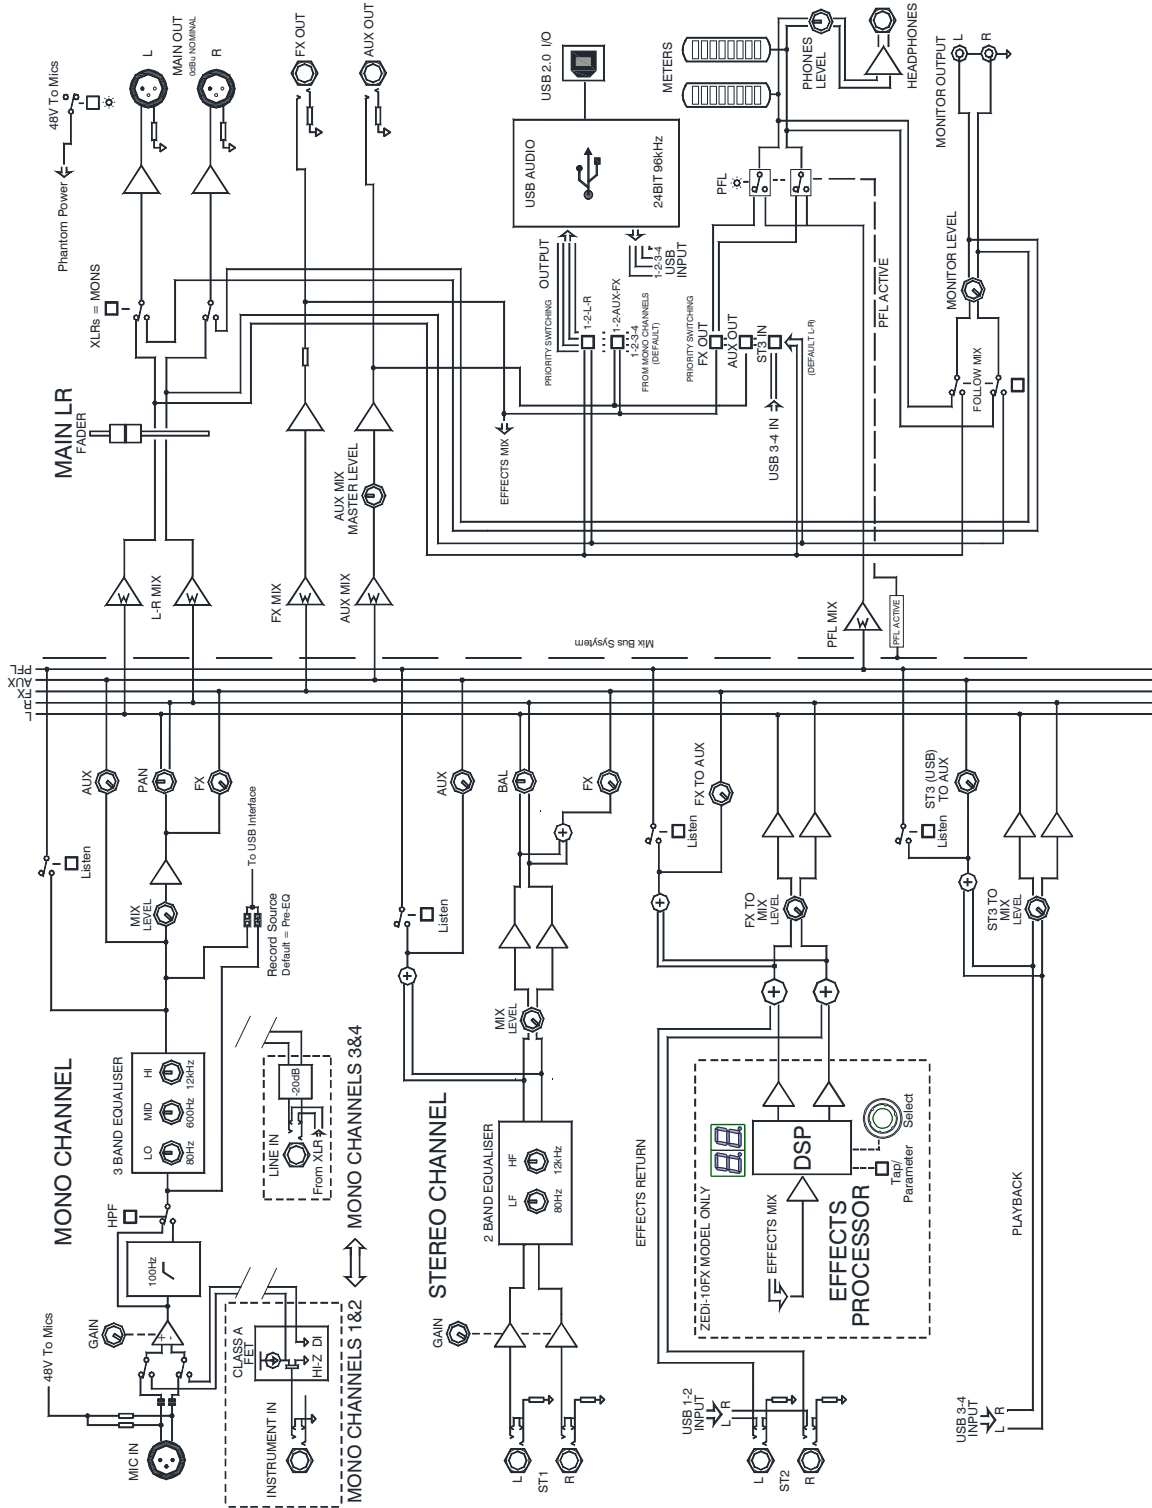 48V To Mics
Phantom Power
L
MAIN OUT
0dBu NOMINAL
R
FX OUT
AUX OUT
USB 2.0 I/O
METERS
PHONES
LEVEL
HEADPHONES
MONITOR OUTPUT
L
R
XLRs = MONS
USB AUDIO
24BIT 96kHz
OUTPUT
1-2-3-4
USB
INPUT
PFL
PFL ACTIVE
MONITOR LEVEL
MAIN LR
FADER
PRIORITY SWITCHING
1-2-L-R
1-2-AUX-FX
1-2-3-4
FROM MONO CHANNELS
(DEFAULT)
PRIORITY SWITCHING
FX OUT
AUX OUT
ST3 IN
(DEFAULT L-R)
FOLLOW MIX
EFFECTS MIX
USB 3-4 IN
AUX MIX
MASTER LEVEL
L-R MIX
FX MIX
AUX MIX
PFL MIX
PFL ACTIVE
Mix Bus Sysytem
PFL
AUX
FX
R
L
AUX
PAN
FX
Listen
MIX
LEVEL
To USB Interface
Record Source
Default = Pre-EQ
MONO CHANNEL
3 BAND EQUALISER
LO
MID
HI
80Hz
600Hz
12kHz
HPF
100Hz
GAIN
+
-
48V To Mics
MIC IN
LINE IN
-20dB
From XLR
MONO CHANNELS 3&4
CLASS A
FET
HI-Z DI
INSTRUMENT IN
MONO CHANNELS 1&2
AUX
BAL
FX
Listen
+
+
MIX
LEVEL
STEREO CHANNEL
2 BAND EQUALISER
LF
HF
80Hz
12kHz
GAIN
L
ST1
R
FX TO AUX
Listen
+
FX TO
MIX
LEVEL
+
+
EFFECTS RETURN
ZEDi-10FX MODEL ONLY
DSP
Select
Tap/
Parameter
EFFECTS MIX
EFFECTS
PROCESSOR
USB 1-2
INPUT
L
R
L
ST2
R
ST3 (USB)
TO AUX
Listen
+
ST3 TO
MIX
LEVEL
PLAYBACK
USB 3-4
INPUT
L
R